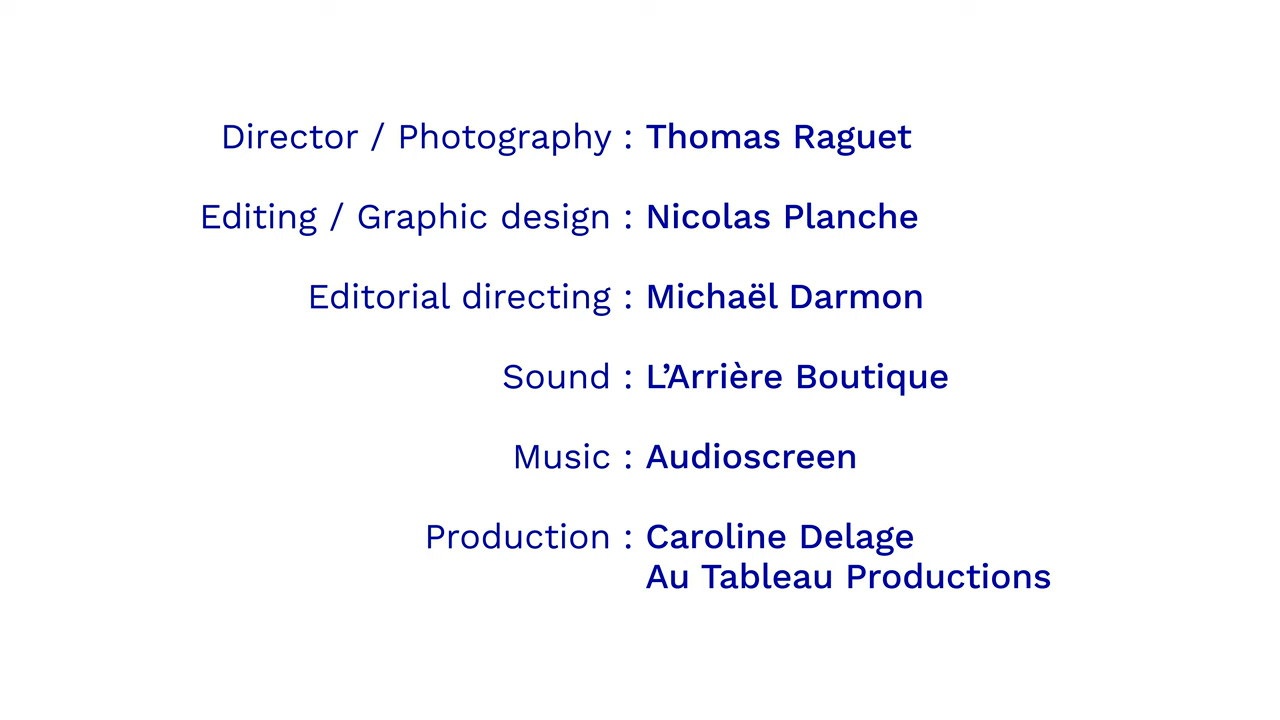 Director / Photography : Thomas Raguet
Editing / Graphic design : Nicolas Planche
Editorial directing : Michaël Darmon
Sound : L’Arrière Boutique
Music : Audioscreen
Production : Caroline Delage
Au Tableau Productions